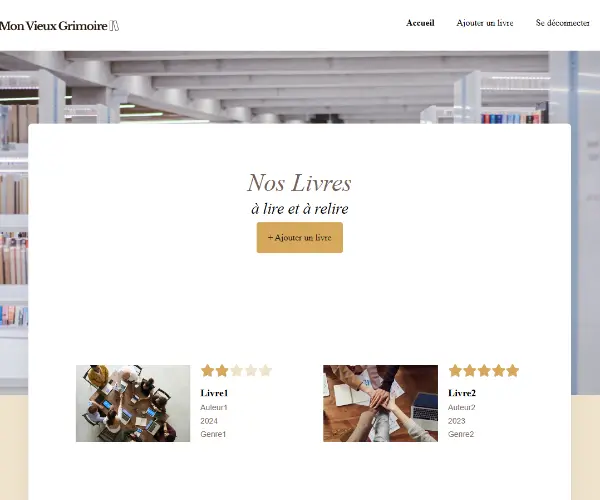 Mon Vieux Grimoire
Accueil
Ajouter un livre
Se déconnecter
Nos Livres
à lire et à relire
+ Ajouter un livre
Livre1
Auteur1
2024
Genre1
Livre2
Auteur2
2023
Genre2